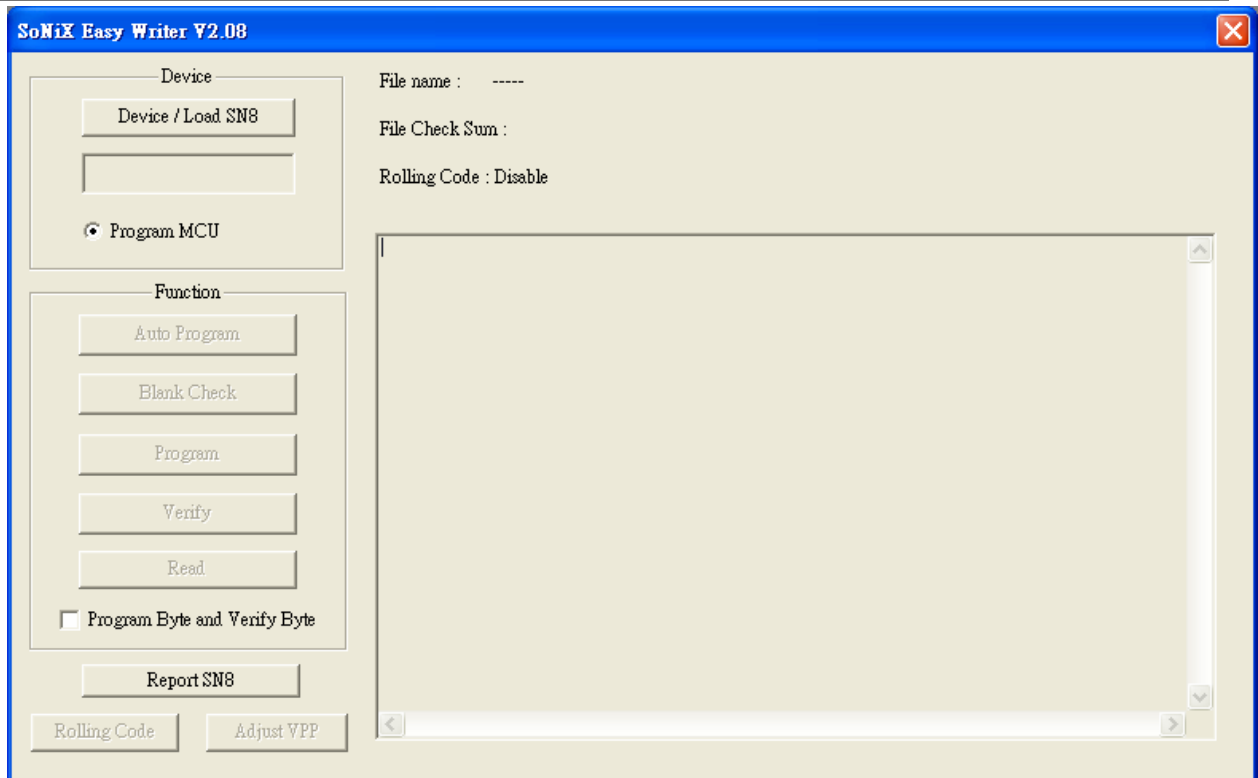 SoNiX Easy Writer V2.08
Device
Device / Load SN8
Program MCU
File name : -----
File Check Sum :
Rolling Code : Disable
Function
Auto Program
Blank Check
Program
Verify
Read
Program Byte and Verify Byte
Report SN8
Rolling Code
Adjust VPP